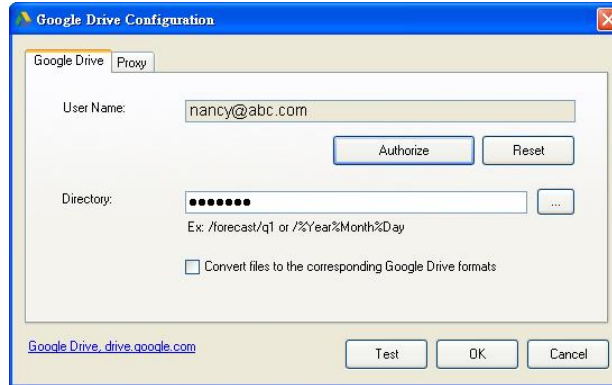 Google Drive Configuration
Google Drive Proxy
User Name: nancy@abc.com
Authorize Reset
Directory: ●●●●●●● ...
Ex: /forecast/q1 or /%Year%Month%Day
Convert files to the corresponding Google Drive formats
Google Drive, drive.google.com Test OK Cancel